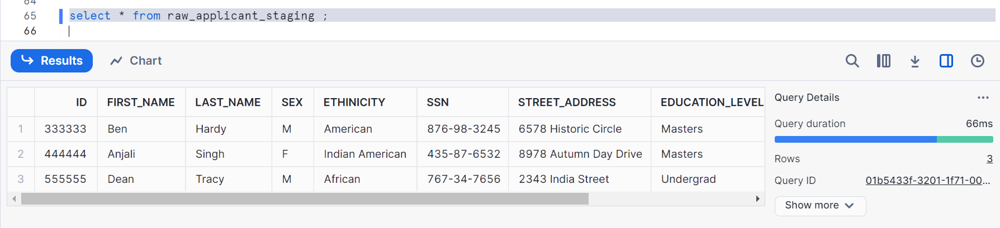 64
65 select * from raw_applicant_staging ;
66
Results Chart
ID FIRST_NAME LAST_NAME SEX ETHINICITY SSN STREET_ADDRESS EDUCATION_LEVEL
1 333333 Ben Hardy M American 876-98-3245 6578 Historic Circle Masters
2 444444 Anjali Singh F Indian American 435-87-6532 8978 Autumn Day Drive Masters
3 555555 Dean Tracy M African 767-34-7656 2343 India Street Undergrad
Query Details ...
Query duration 66ms
Rows 3
Query ID 01b5433f-3201-1f71-00...
Show more